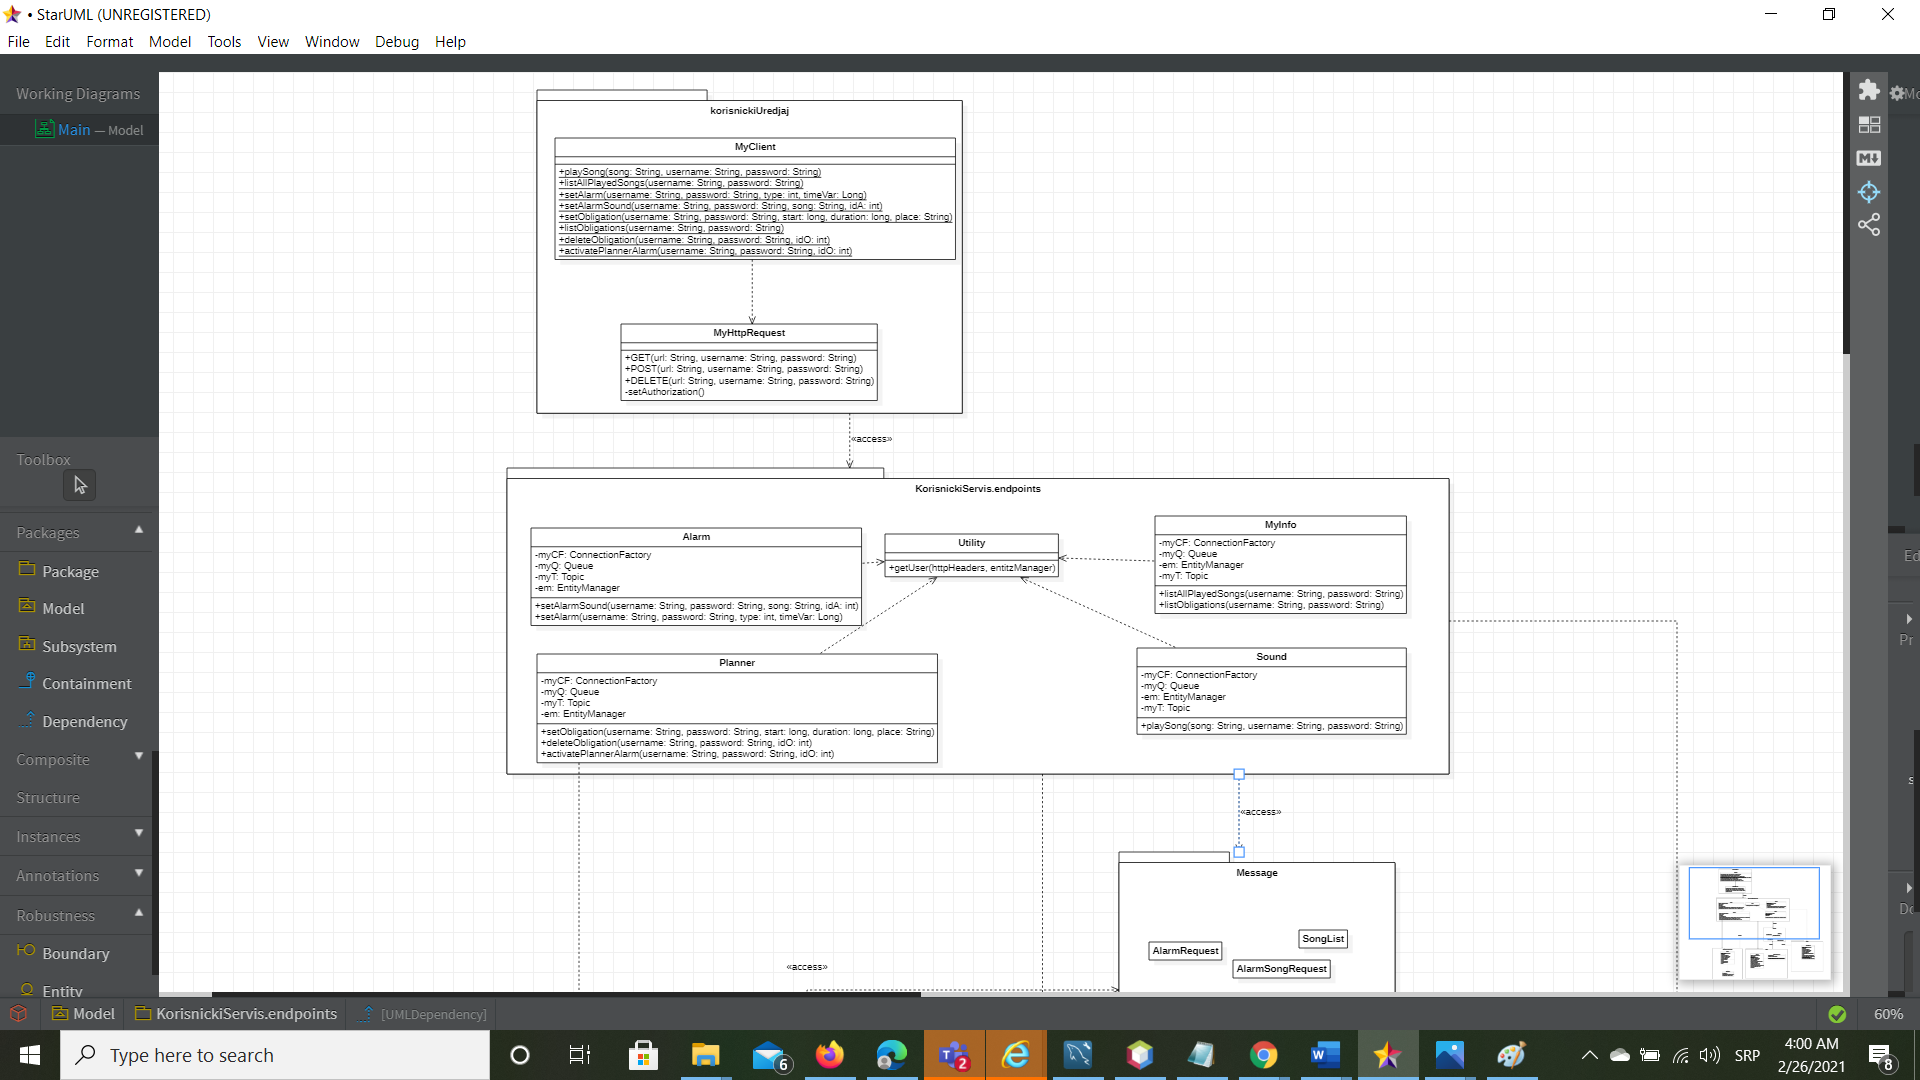 • StarUML (UNREGISTERED)
File Edit Format Model Tools View Window Debug Help
Working Diagrams
Main — Model
Toolbox
Packages
Package
Model
Subsystem
Containment
Dependency
Composite
Structure
Instances
Annotations
Robustness
Boundary
Entity
korisnickiUredjaj
MyClient
+playSong(song: String, username: String, password: String)
+listAllPlayedSongs(username: String, password: String)
+setAlarm(username: String, password: String, type: int, timeVar: Long)
+setAlarmSound(username: String, password: String, song: String, idA: int)
+setObligation(username: String, password: String, start: long, duration: long, place: String)
+listObligations(username: String, password: String)
+deleteObligation(username: String, password: String, idO: int)
+activatePlannerAlarm(username: String, password: String, idO: int)
MyHttpRequest
+GET(url: String, username: String, password: String)
+POST(url: String, username: String, password: String)
+DELETE(url: String, username: String, password: String)
-setAuthorization()
«access»
KorisnickiServis.endpoints
Alarm
-myCF: ConnectionFactory
-myQ: Queue
-myT: Topic
-em: EntityManager
+setAlarmSound(username: String, password: String, song: String, idA: int)
+setAlarm(username: String, password: String, type: int, timeVar: Long)
Utility
+getUser(httpHeaders, entitzManager)
MyInfo
-myCF: ConnectionFactory
-myQ: Queue
-em: EntityManager
-myT: Topic
+listAllPlayedSongs(username: String, password: String)
+listObligations(username: String, password: String)
Planner
-myCF: ConnectionFactory
-myQ: Queue
-myT: Topic
-em: EntityManager
+setObligation(username: String, password: String, start: long, duration: long, place: String)
+deleteObligation(username: String, password: String, idO: int)
+activatePlannerAlarm(username: String, password: String, idO: int)
Sound
-myCF: ConnectionFactory
-myQ: Queue
-em: EntityManager
-myT: Topic
+playSong(song: String, username: String, password: String)
«access»
Message
SongList
AlarmRequest
AlarmSongRequest
«access»
Mo
Ed
Pr
s
Do
Model KorisnickiServis.endpoints [UMLDependency]
60%
Type here to search
6
2
SRP
4:00 AM
2/26/2021
8